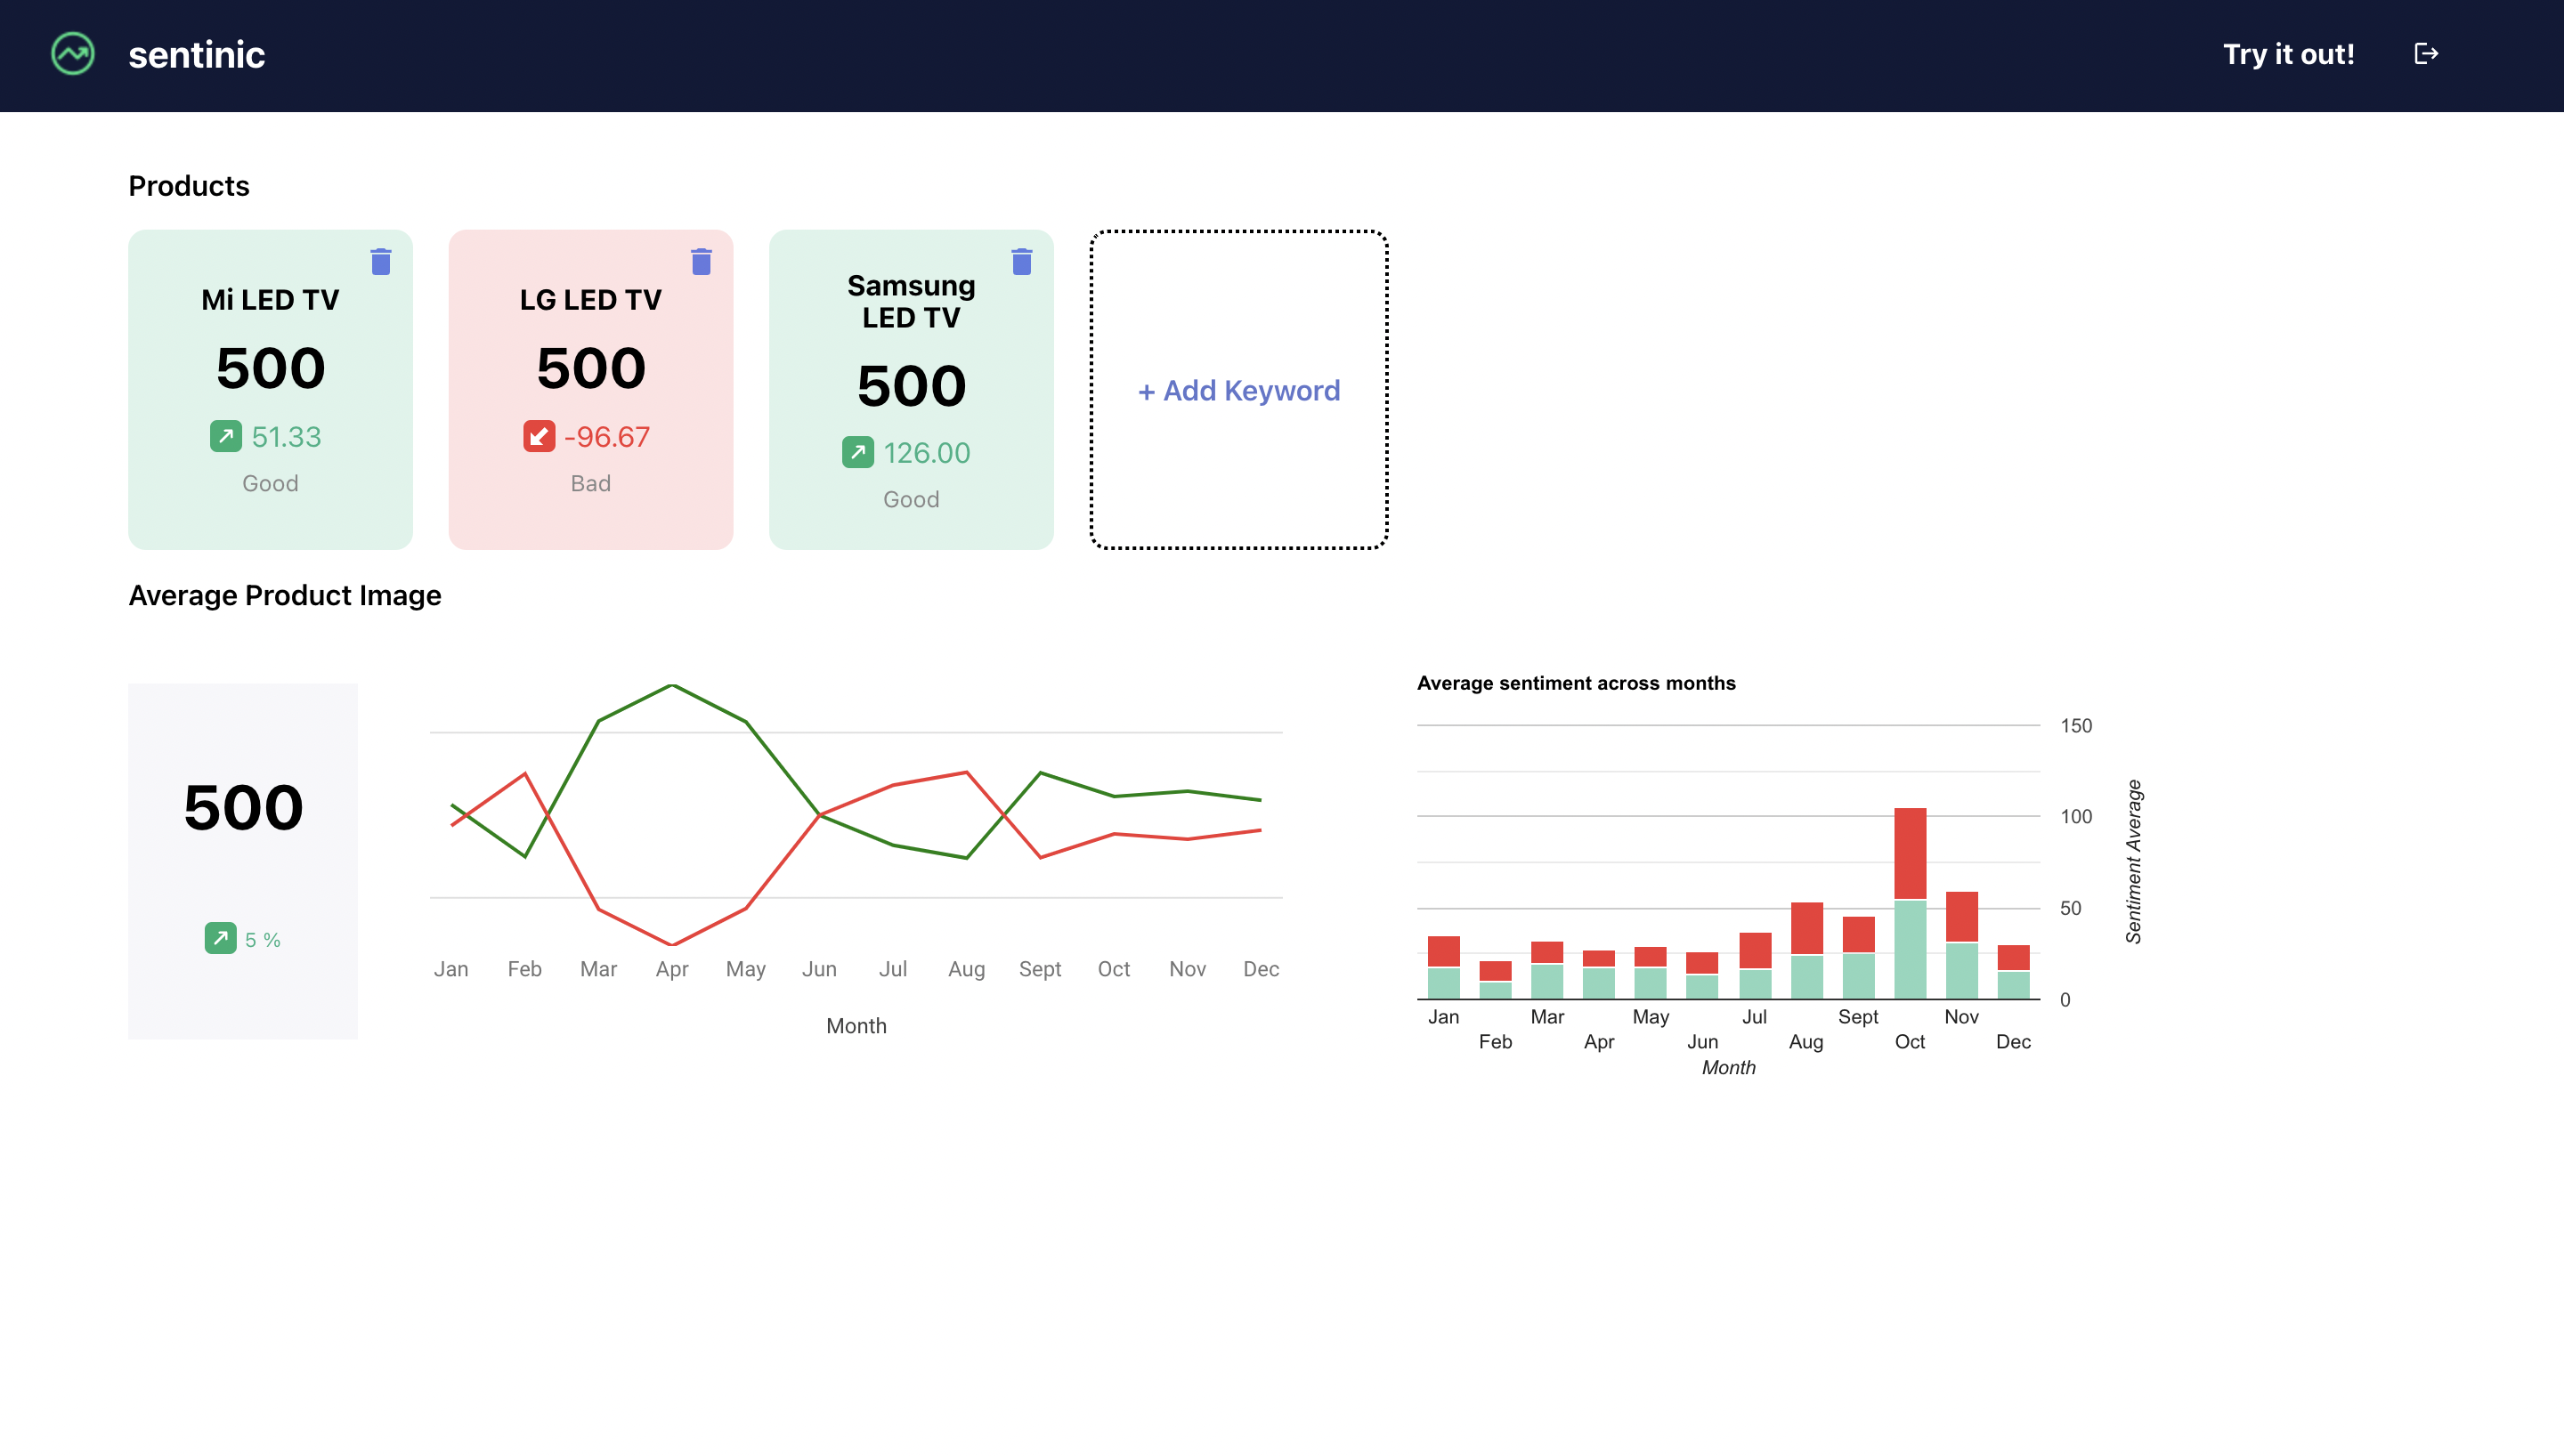 sentinic
Try it out!
Products
Mi LED TV
500
51.33
Good
LG LED TV
500
-96.67
Bad
Samsung
LED TV
500
126.00
Good
+ Add Keyword
Average Product Image
500
5 %
Jan Feb Mar Apr May Jun Jul Aug Sept Oct Nov Dec
Month
Average sentiment across months
150
100
50
0
Sentiment Average
Jan Mar May Jul Sept Nov
Feb Apr Jun Aug Oct Dec
Month